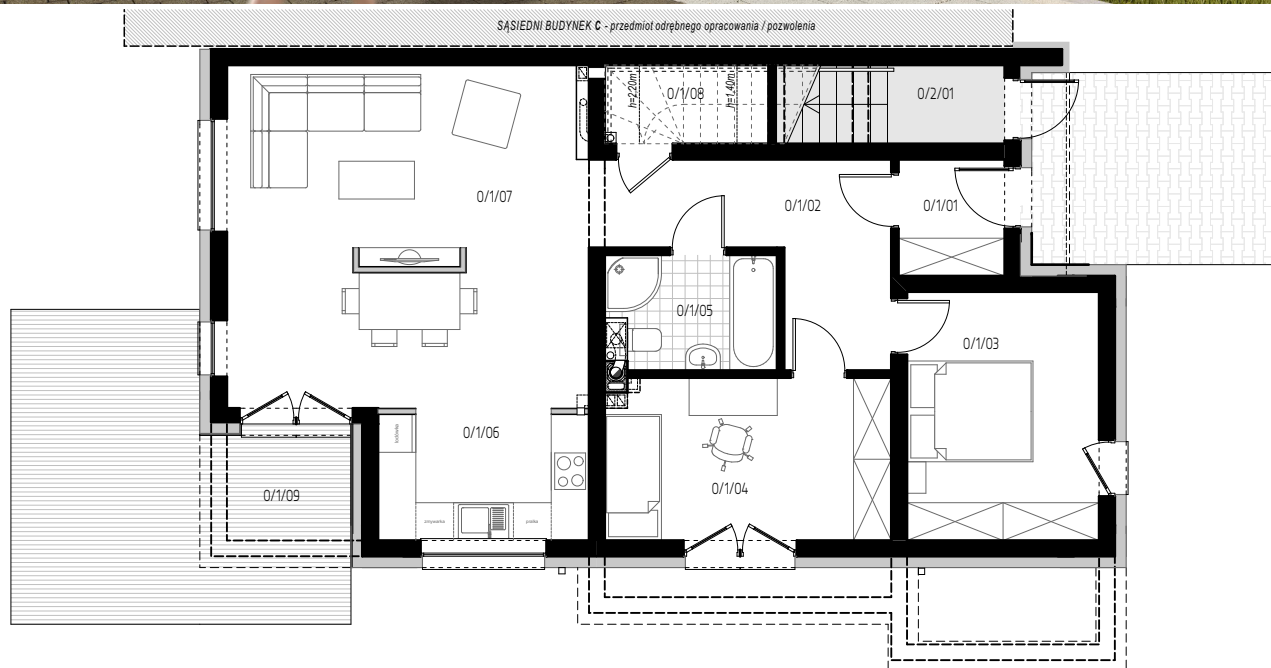 SĄSIEDNI BUDYNEK C - przedmiot odrębnego opracowania / pozwolenia
h=2.20m
0/1/08
h=1.40m
0/2/01
0/1/07
0/1/02
0/1/01
0/1/05
0/1/03
0/1/06
lodówka
0/1/04
0/1/09
zmywarka
pralka